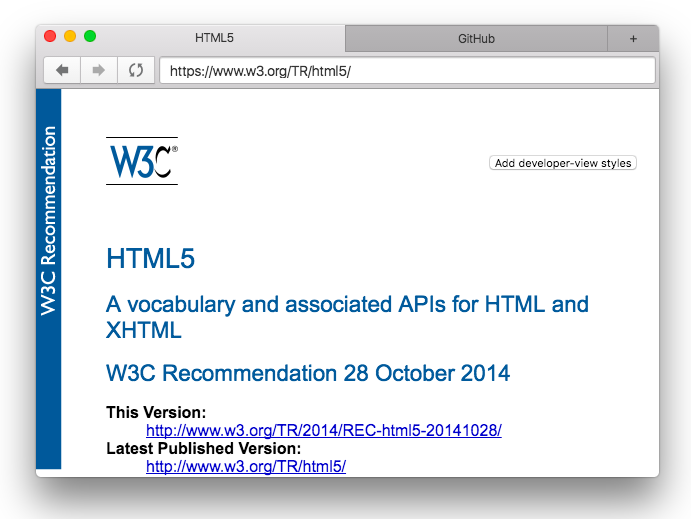 HTML5
GitHub
+
https://www.w3.org/TR/html5/
W3C Recommendation
W3C®
Add developer-view styles
HTML5
A vocabulary and associated APIs for HTML and
XHTML
W3C Recommendation 28 October 2014
This Version:
http://www.w3.org/TR/2014/REC-html5-20141028/
Latest Published Version:
http://www.w3.org/TR/html5/